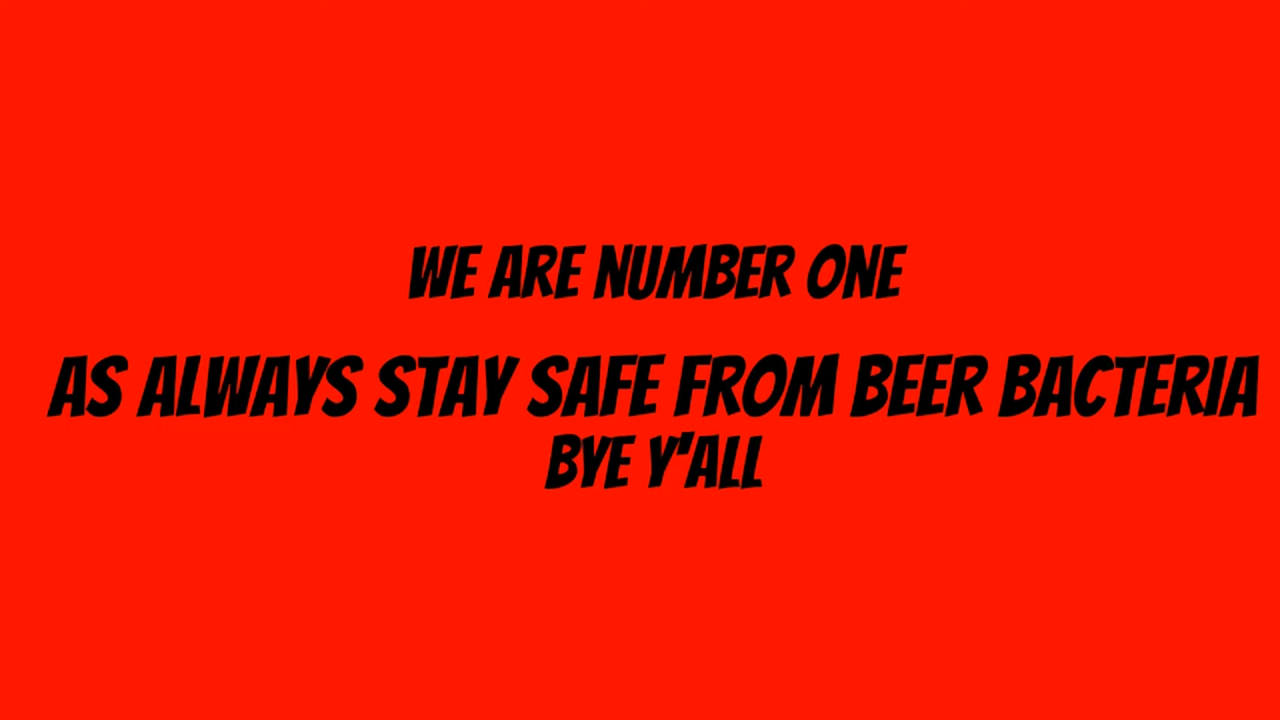 WE ARE NUMBER ONE
AS ALWAYS STAY SAFE FROM BEER BACTERIA
BYE Y'ALL